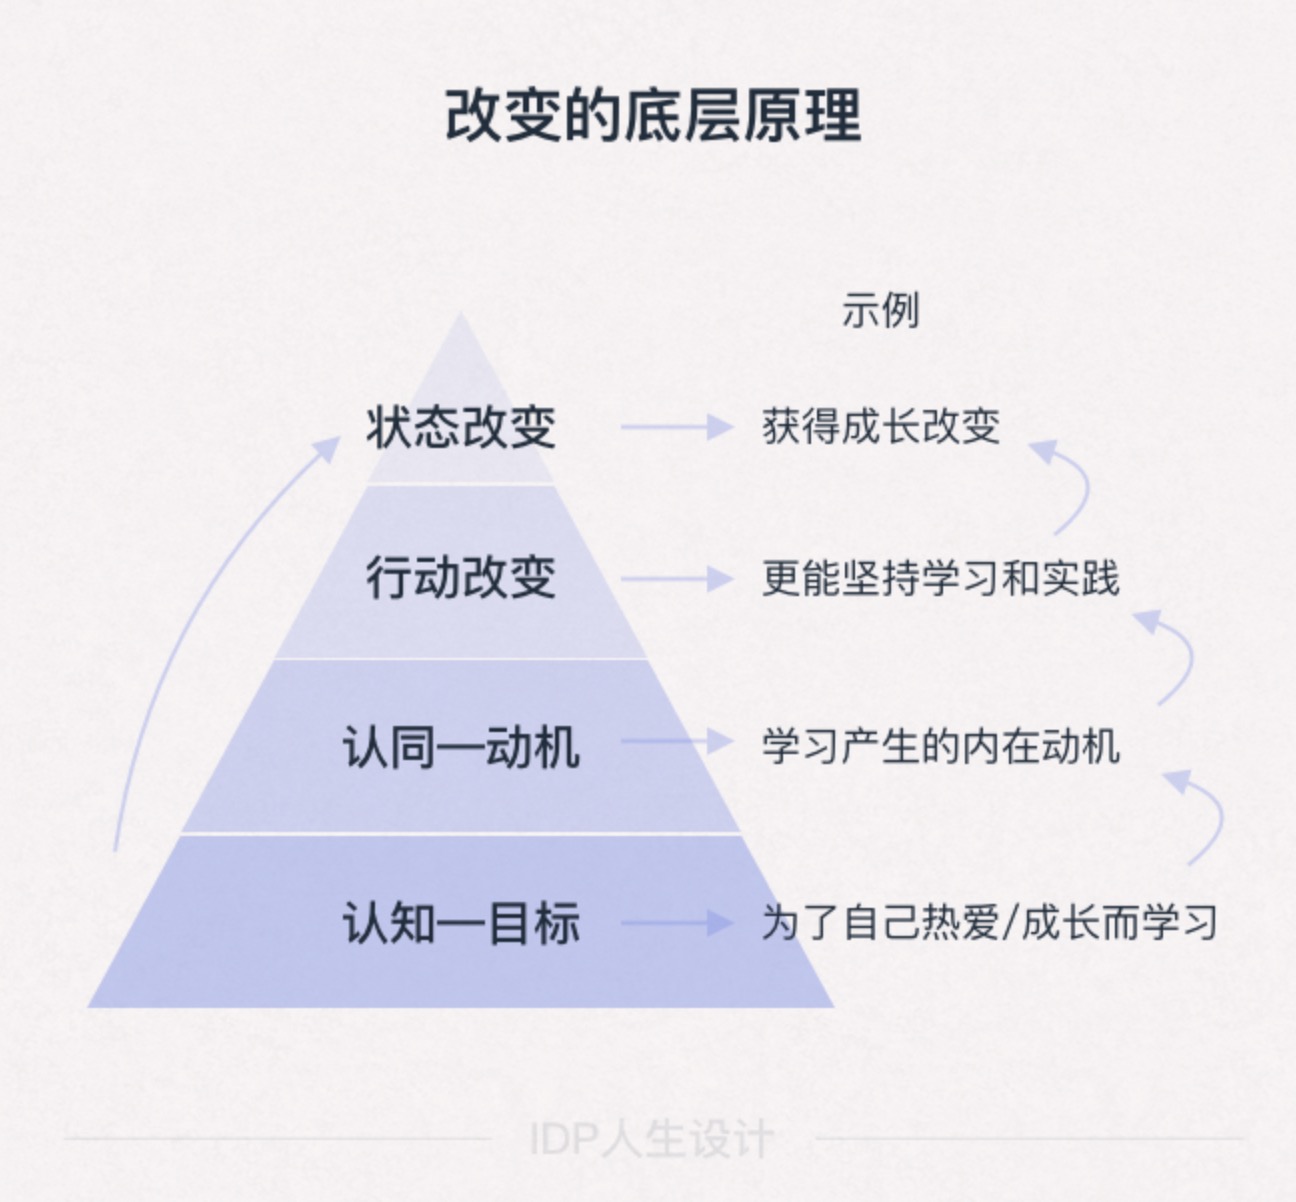 改变的底层原理
示例
状态改变
获得成长改变
行动改变
更能坚持学习和实践
认同—动机
学习产生的内在动机
认知—目标
为了自己热爱/成长而学习
IDP人生设计